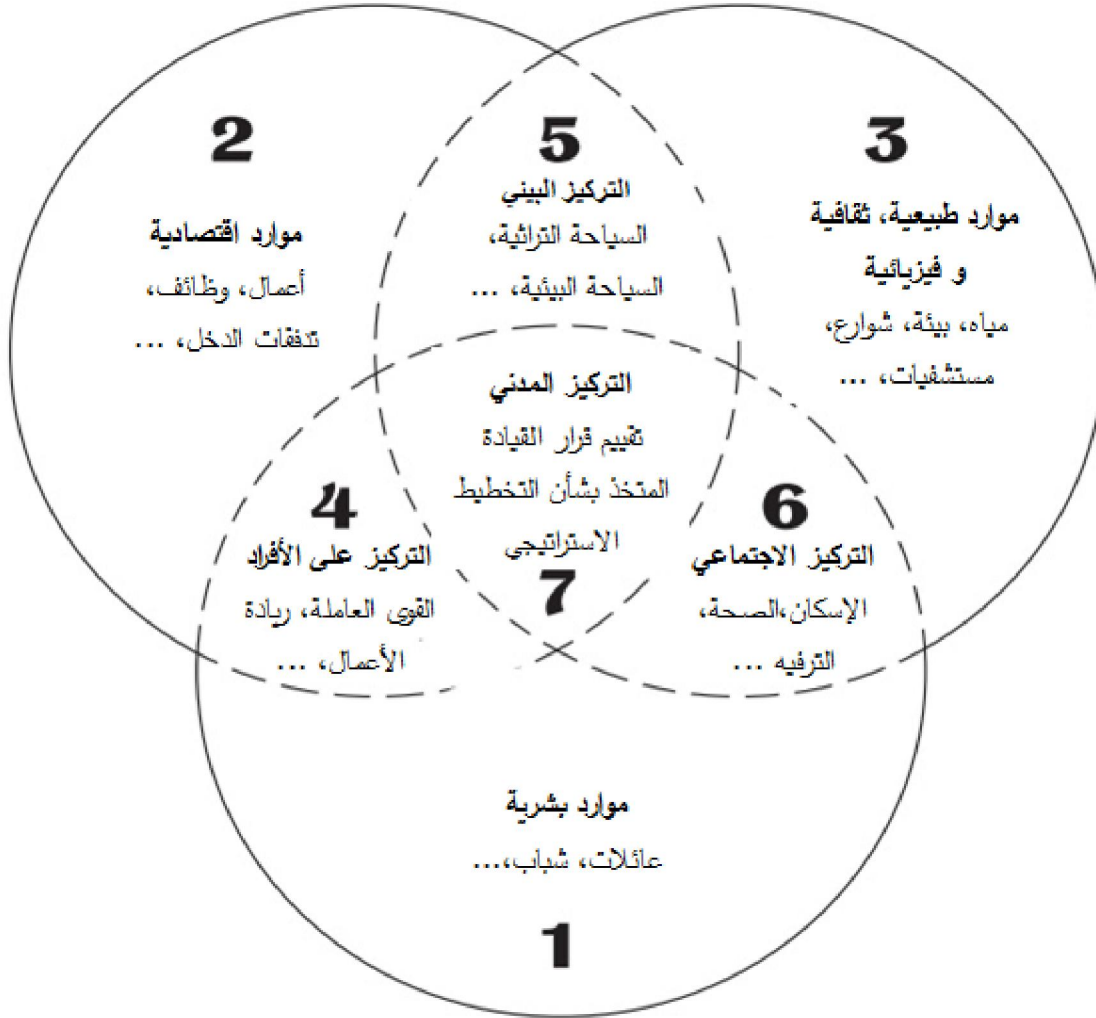 2
موارد اقتصادية
أعمال، وظائف،
تدفقات الدخل، ...
5
التركيز البيني
السياحة التراثية،
السياحة البيئية، ...
3
موارد طبيعية، ثقافية
و فيزيائية
مياه، بيئة، شوارع،
مستشفيات، ...
التركيز المدني
تقييم قرار القيادة
المتخذ بشأن التخطيط
الاستراتيجي
7
4
التركيز على الأفراد
القوى العاملة، ريادة
الأعمال، ...
6
التركيز الاجتماعي
الإسكان،الصحة،
الترفيه ...
موارد بشرية
عائلات، شباب،...
1